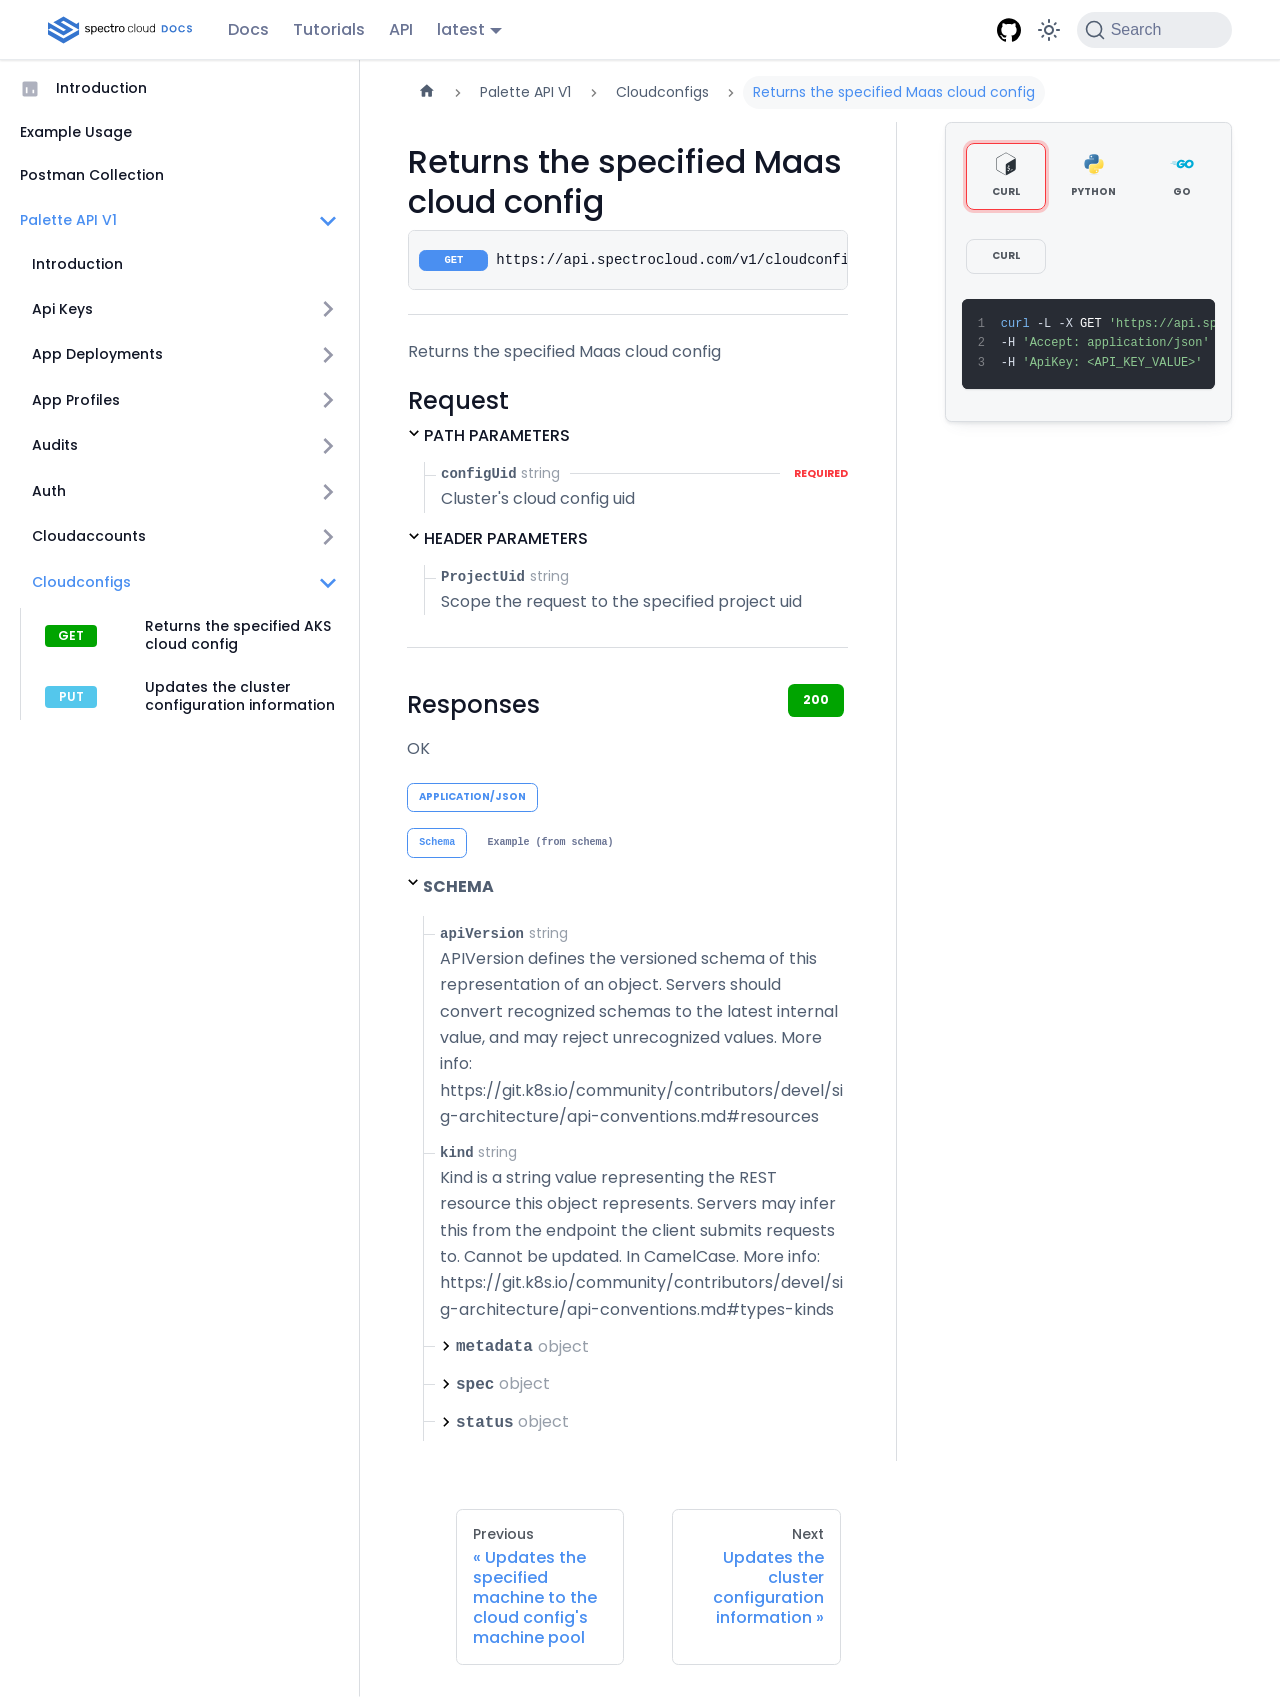 spectro cloud DOCS
Docs
Tutorials
API
latest
Search
Introduction
Example Usage
Postman Collection
Palette API V1
Introduction
Api Keys
App Deployments
App Profiles
Audits
Auth
Cloudaccounts
Cloudconfigs
GET
Returns the specified AKS
cloud config
PUT
Updates the cluster
configuration information
Palette API V1
Cloudconfigs
Returns the specified Maas cloud config
Returns the specified Maas
cloud config
GET https://api.spectrocloud.com/v1/cloudconfi
Returns the specified Maas cloud config
Request
PATH PARAMETERS
configUid string REQUIRED
Cluster's cloud config uid
HEADER PARAMETERS
ProjectUid string
Scope the request to the specified project uid
Responses
200
OK
APPLICATION/JSON
Schema
Example (from schema)
SCHEMA
apiVersion string
APIVersion defines the versioned schema of this
representation of an object. Servers should
convert recognized schemas to the latest internal
value, and may reject unrecognized values. More
info:
https://git.k8s.io/community/contributors/devel/si
g-architecture/api-conventions.md#resources
kind string
Kind is a string value representing the REST
resource this object represents. Servers may infer
this from the endpoint the client submits requests
to. Cannot be updated. In CamelCase. More info:
https://git.k8s.io/community/contributors/devel/si
g-architecture/api-conventions.md#types-kinds
metadata object
spec object
status object
CURL
PYTHON
GO
CURL
1 curl -L -X GET 'https://api.sp
2 -H 'Accept: application/json'
3 -H 'ApiKey: <API_KEY_VALUE>'
Previous
« Updates the
specified
machine to the
cloud config's
machine pool
Next
Updates the
cluster
configuration
information »